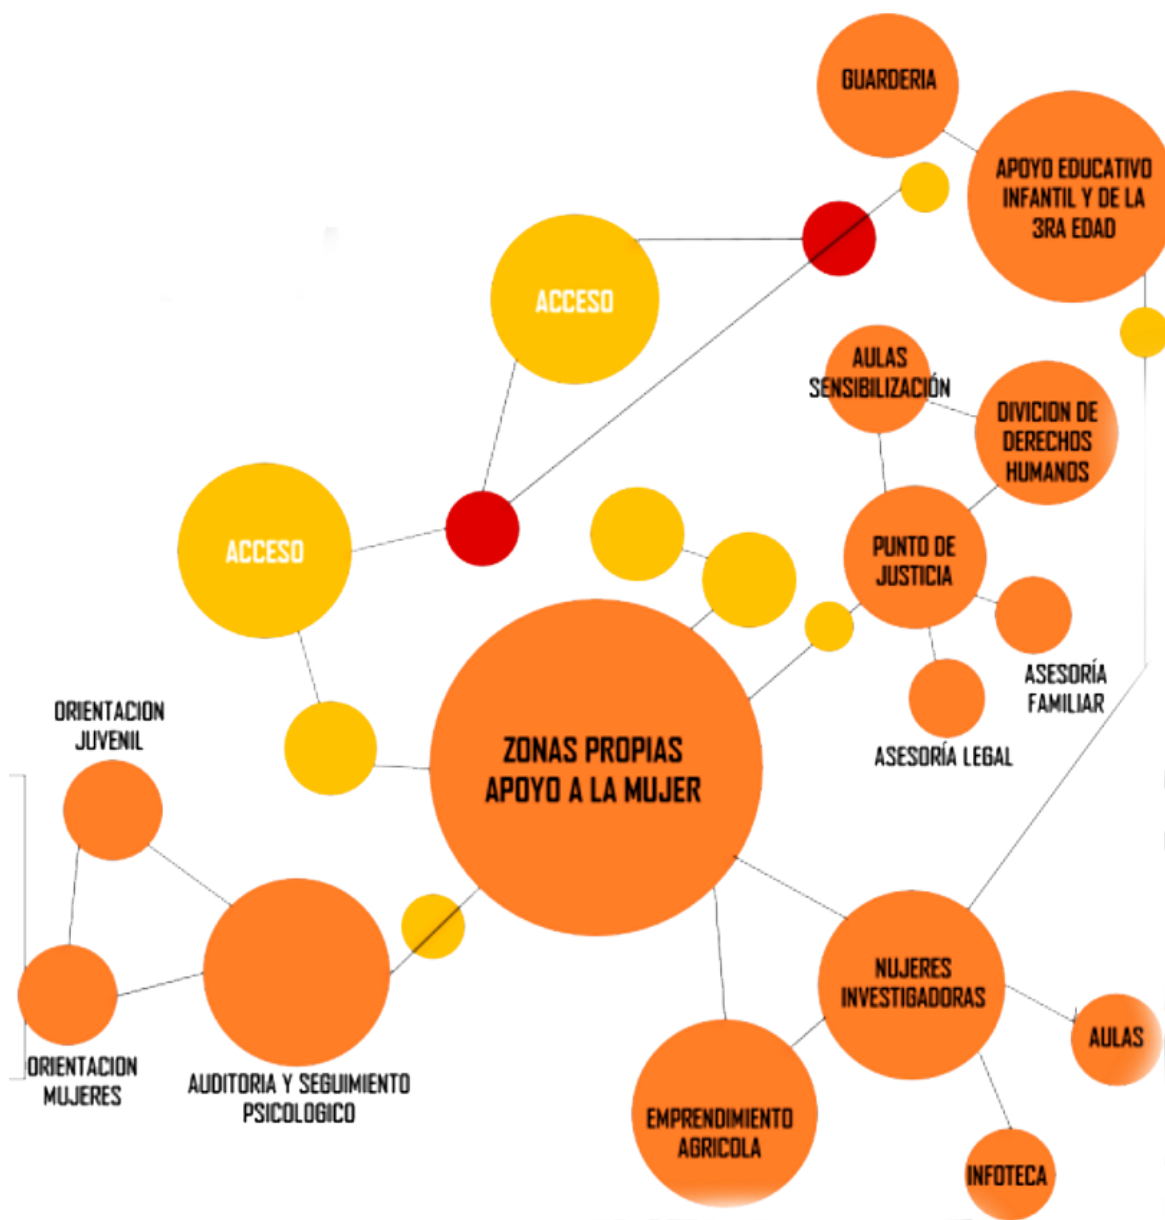 GUARDERIA
APOYO EDUCATIVO
INFANTIL Y DE LA
3RA EDAD
ACCESO
AULAS
SENSIBILIZACIÓN
DIVICION DE
DERECHOS
HUMANOS
ACCESO
PUNTO DE
JUSTICIA
ASESORÍA
FAMILIAR
ASESORÍA LEGAL
ORIENTACION
JUVENIL
ZONAS PROPIAS
APOYO A LA MUJER
NUJERES
INVESTIGADORAS
AULAS
ORIENTACION
MUJERES
AUDITORIA Y SEGUIMIENTO
PSICOLOGICO
EMPRENDIMIENTO
AGRICOLA
INFOTECA